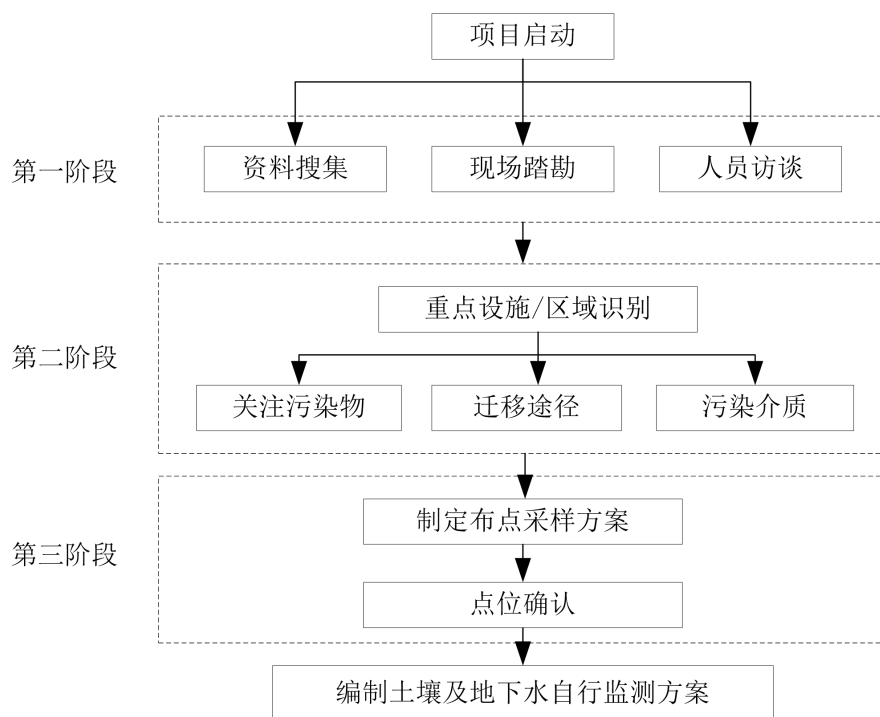 项目启动
第一阶段
资料搜集
现场踏勘
人员访谈
第二阶段
重点设施/区域识别
关注污染物
迁移途径
污染介质
第三阶段
制定布点采样方案
点位确认
编制土壤及地下水自行监测方案